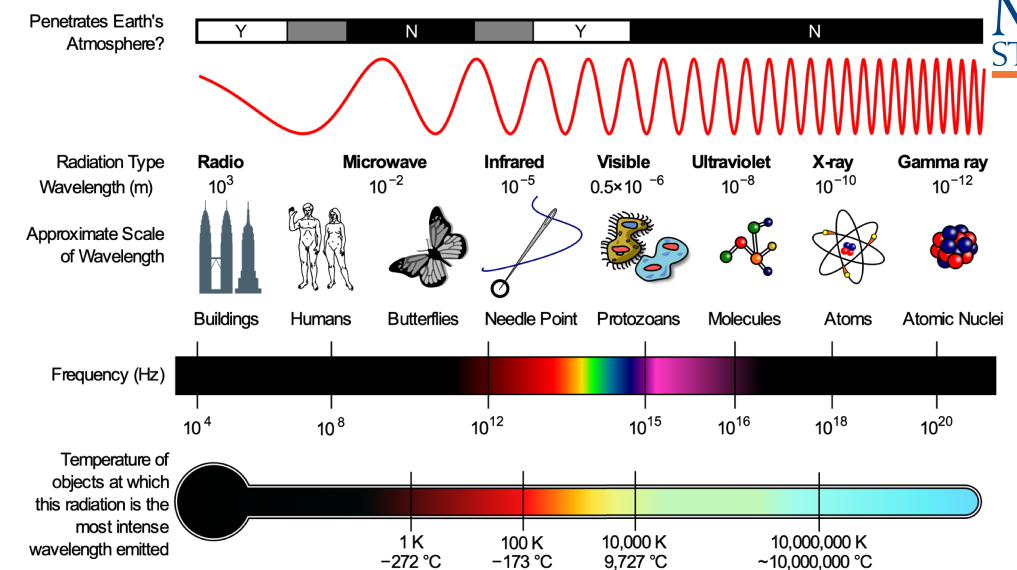 Penetrates Earth's
Atmosphere?
Y N Y N
ST
Radiation Type
Radio Microwave Infrared Visible Ultraviolet X-ray Gamma ray
Wavelength (m)
10³ 10⁻² 10⁻⁵ 0.5×10 ⁻⁶ 10⁻⁸ 10⁻¹⁰ 10⁻¹²
Approximate Scale
of Wavelength
Buildings Humans Butterflies Needle Point Protozoans Molecules Atoms Atomic Nuclei
Frequency (Hz)
10⁴ 10⁸ 10¹² 10¹⁵ 10¹⁶ 10¹⁸ 10²⁰
Temperature of
objects at which
this radiation is the
most intense
wavelength emitted
1 K 100 K 10,000 K 10,000,000 K
−272 °C −173 °C 9,727 °C ~10,000,000 °C